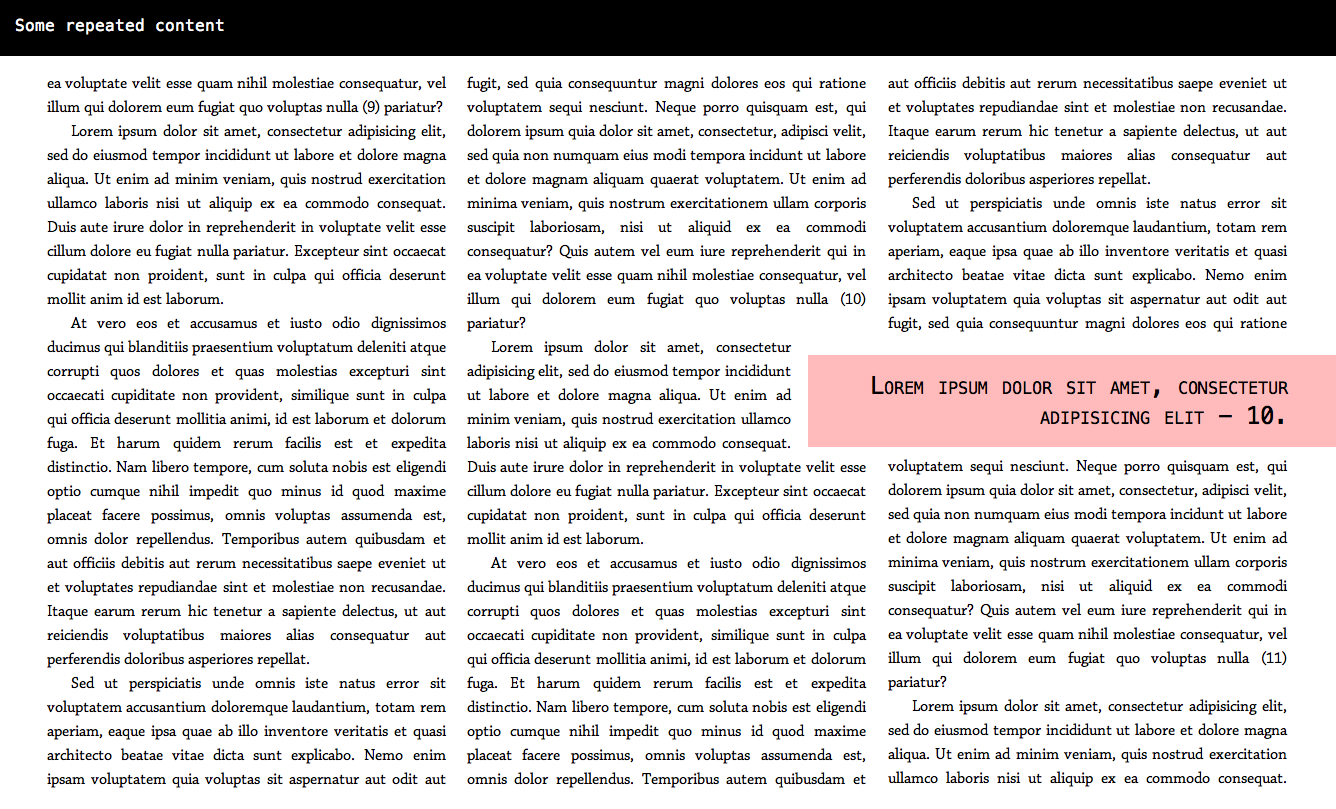 Some repeated content
ea voluptate velit esse quam nihil molestiae consequatur, vel
illum qui dolorem eum fugiat quo voluptas nulla (9) pariatur?
Lorem ipsum dolor sit amet, consectetur adipisicing elit,
sed do eiusmod tempor incididunt ut labore et dolore magna
aliqua. Ut enim ad minim veniam, quis nostrud exercitation
ullamco laboris nisi ut aliquip ex ea commodo consequat.
Duis aute irure dolor in reprehenderit in voluptate velit esse
cillum dolore eu fugiat nulla pariatur. Excepteur sint occaecat
cupidatat non proident, sunt in culpa qui officia deserunt
mollit anim id est laborum.
At vero eos et accusamus et iusto odio dignissimos
ducimus qui blanditiis praesentium voluptatum deleniti atque
corrupti quos dolores et quas molestias excepturi sint
occaecati cupiditate non provident, similique sunt in culpa
qui officia deserunt mollitia animi, id est laborum et dolorum
fuga. Et harum quidem rerum facilis est et expedita
distinctio. Nam libero tempore, cum soluta nobis est eligendi
optio cumque nihil impedit quo minus id quod maxime
placeat facere possimus, omnis voluptas assumenda est,
omnis dolor repellendus. Temporibus autem quibusdam et
aut officiis debitis aut rerum necessitatibus saepe eveniet ut
et voluptates repudiandae sint et molestiae non recusandae.
Itaque earum rerum hic tenetur a sapiente delectus, ut aut
reiciendis voluptatibus maiores alias consequatur aut
perferendis doloribus asperiores repellat.
Sed ut perspiciatis unde omnis iste natus error sit
voluptatem accusantium doloremque laudantium, totam rem
aperiam, eaque ipsa quae ab illo inventore veritatis et quasi
architecto beatae vitae dicta sunt explicabo. Nemo enim
ipsam voluptatem quia voluptas sit aspernatur aut odit aut
fugit, sed quia consequuntur magni dolores eos qui ratione
voluptatem sequi nesciunt. Neque porro quisquam est, qui
dolorem ipsum quia dolor sit amet, consectetur, adipisci velit,
sed quia non numquam eius modi tempora incidunt ut labore
et dolore magnam aliquam quaerat voluptatem. Ut enim ad
minima veniam, quis nostrum exercitationem ullam corporis
suscipit laboriosam, nisi ut aliquid ex ea commodi
consequatur? Quis autem vel eum iure reprehenderit qui in
ea voluptate velit esse quam nihil molestiae consequatur, vel
illum qui dolorem eum fugiat quo voluptas nulla (10)
pariatur?
Lorem ipsum dolor sit amet, consectetur
adipisicing elit, sed do eiusmod tempor incididunt
ut labore et dolore magna aliqua. Ut enim ad
minim veniam, quis nostrud exercitation ullamco
laboris nisi ut aliquip ex ea commodo consequat.
Duis aute irure dolor in reprehenderit in voluptate velit esse
cillum dolore eu fugiat nulla pariatur. Excepteur sint occaecat
cupidatat non proident, sunt in culpa qui officia deserunt
mollit anim id est laborum.
At vero eos et accusamus et iusto odio dignissimos
ducimus qui blanditiis praesentium voluptatum deleniti atque
corrupti quos dolores et quas molestias excepturi sint
occaecati cupiditate non provident, similique sunt in culpa
qui officia deserunt mollitia animi, id est laborum et dolorum
fuga. Et harum quidem rerum facilis est et expedita
distinctio. Nam libero tempore, cum soluta nobis est eligendi
optio cumque nihil impedit quo minus id quod maxime
placeat facere possimus, omnis voluptas assumenda est,
omnis dolor repellendus. Temporibus autem quibusdam et
aut officiis debitis aut rerum necessitatibus saepe eveniet ut
et voluptates repudiandae sint et molestiae non recusandae.
Itaque earum rerum hic tenetur a sapiente delectus, ut aut
reiciendis voluptatibus maiores alias consequatur aut
perferendis doloribus asperiores repellat.
Sed ut perspiciatis unde omnis iste natus error sit
voluptatem accusantium doloremque laudantium, totam rem
aperiam, eaque ipsa quae ab illo inventore veritatis et quasi
architecto beatae vitae dicta sunt explicabo. Nemo enim
ipsam voluptatem quia voluptas sit aspernatur aut odit aut
fugit, sed quia consequuntur magni dolores eos qui ratione
Lorem ipsum dolor sit amet, consectetur
adipisicing elit – 10.
voluptatem sequi nesciunt. Neque porro quisquam est, qui
dolorem ipsum quia dolor sit amet, consectetur, adipisci velit,
sed quia non numquam eius modi tempora incidunt ut labore
et dolore magnam aliquam quaerat voluptatem. Ut enim ad
minima veniam, quis nostrum exercitationem ullam corporis
suscipit laboriosam, nisi ut aliquid ex ea commodi
consequatur? Quis autem vel eum iure reprehenderit qui in
ea voluptate velit esse quam nihil molestiae consequatur, vel
illum qui dolorem eum fugiat quo voluptas nulla (11)
pariatur?
Lorem ipsum dolor sit amet, consectetur adipisicing elit,
sed do eiusmod tempor incididunt ut labore et dolore magna
aliqua. Ut enim ad minim veniam, quis nostrud exercitation
ullamco laboris nisi ut aliquip ex ea commodo consequat.